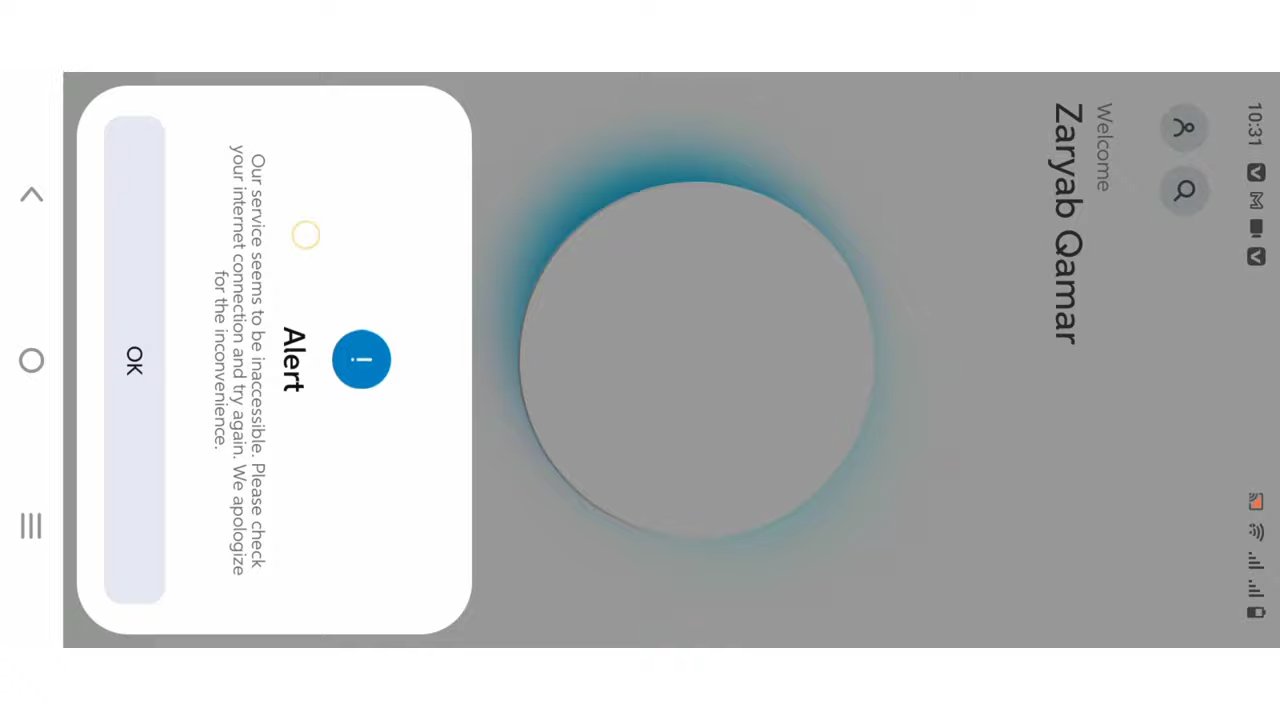 10:31
Welcome
Zaryab Qamar
Alert
Our service seems to be inaccessible. Please check
your internet connection and try again. We apologize
for the inconvenience.
OK